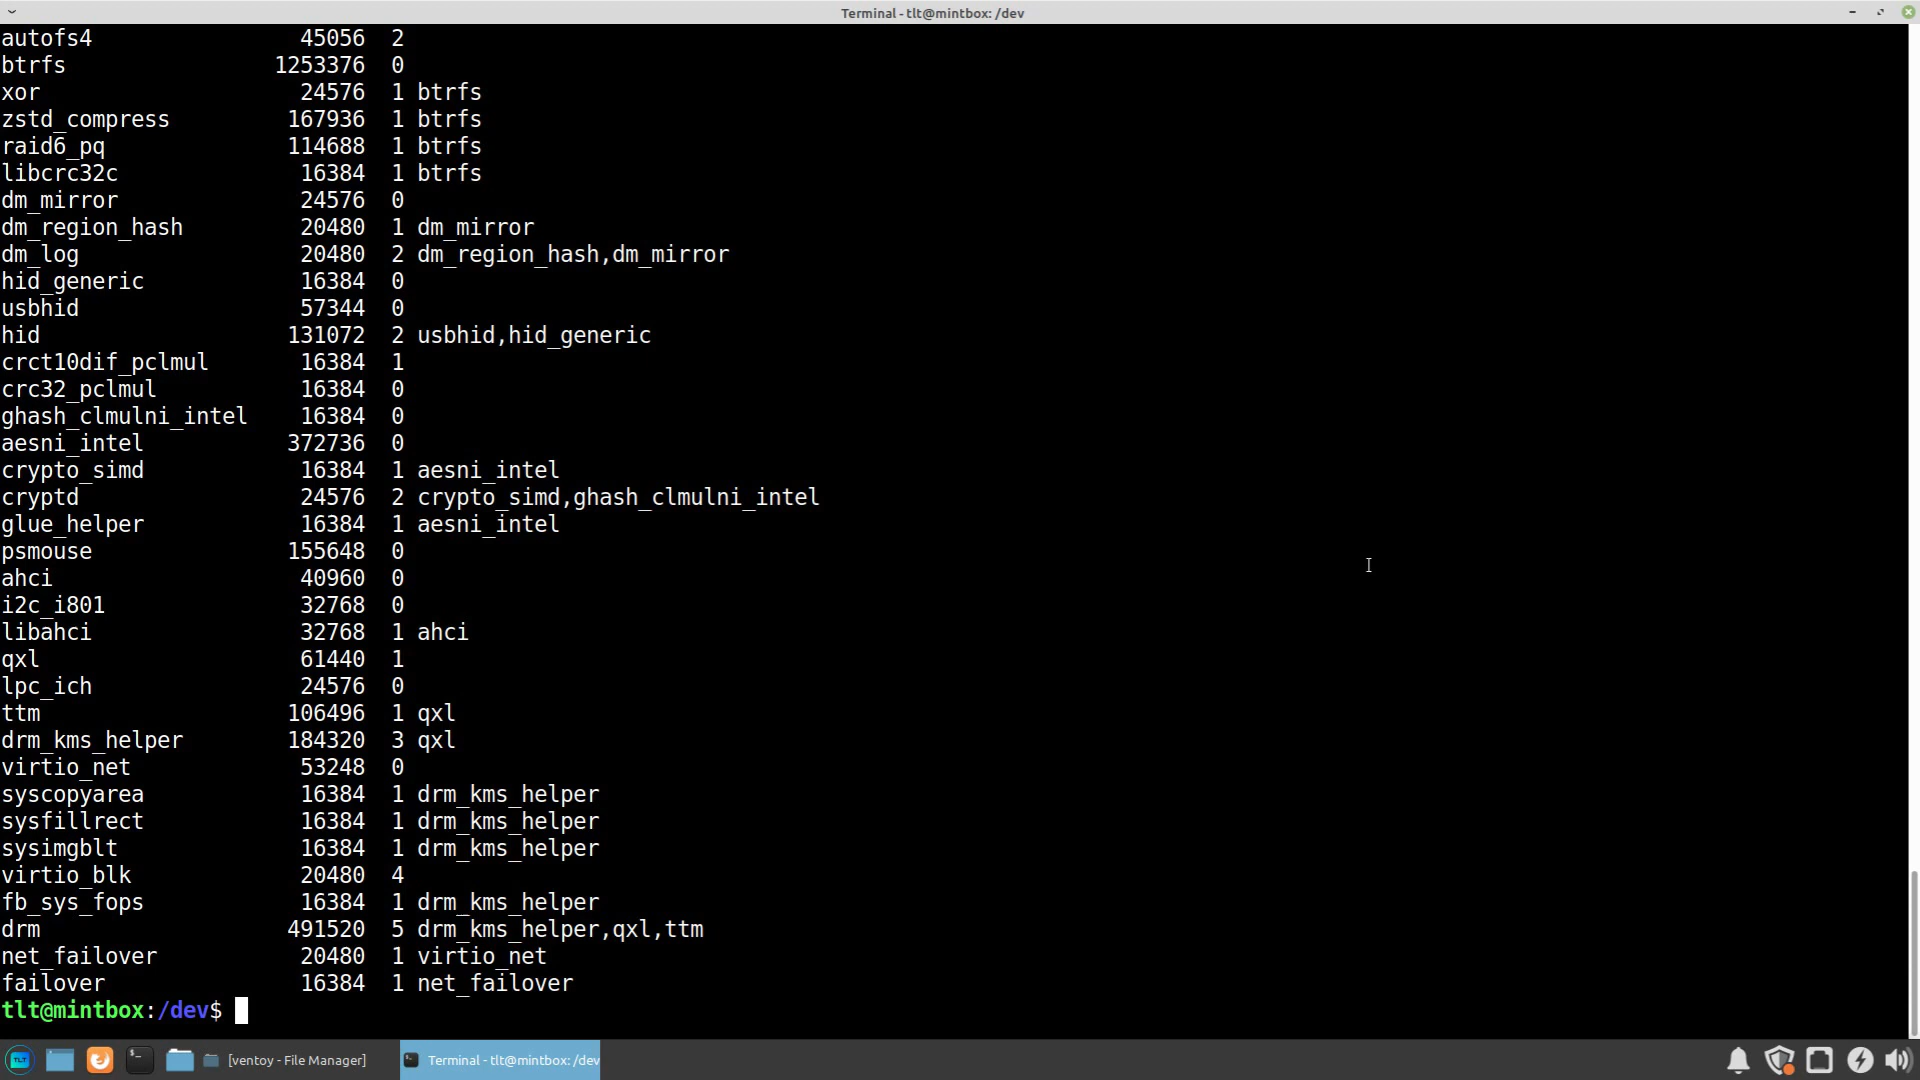 Terminal - tlt@mintbox: /dev
autofs4 45056 2
btrfs 1253376 0
xor 24576 1 btrfs
zstd_compress 167936 1 btrfs
raid6_pq 114688 1 btrfs
libcrc32c 16384 1 btrfs
dm_mirror 24576 0
dm_region_hash 20480 1 dm_mirror
dm_log 20480 2 dm_region_hash,dm_mirror
hid_generic 16384 0
usbhid 57344 0
hid 131072 2 usbhid,hid_generic
crct10dif_pclmul 16384 1
crc32_pclmul 16384 0
ghash_clmulni_intel 16384 0
aesni_intel 372736 0
crypto_simd 16384 1 aesni_intel
cryptd 24576 2 crypto_simd,ghash_clmulni_intel
glue_helper 16384 1 aesni_intel
psmouse 155648 0
ahci 40960 0
i2c_i801 32768 0
libahci 32768 1 ahci
qxl 61440 1
lpc_ich 24576 0
ttm 106496 1 qxl
drm_kms_helper 184320 3 qxl
virtio_net 53248 0
syscopyarea 16384 1 drm_kms_helper
sysfillrect 16384 1 drm_kms_helper
sysimgblt 16384 1 drm_kms_helper
virtio_blk 20480 4
fb_sys_fops 16384 1 drm_kms_helper
drm 491520 5 drm_kms_helper,qxl,ttm
net_failover 20480 1 virtio_net
failover 16384 1 net_failover
tlt@mintbox:/dev$
TLT [ventoy - File Manager] Terminal - tlt@mintbox: /dev